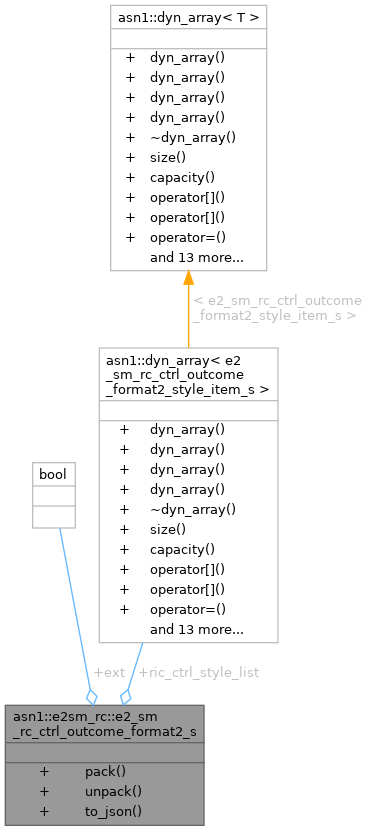 asn1::dyn_array< T >
+ dyn_array()
+ dyn_array()
+ dyn_array()
+ dyn_array()
+ ~dyn_array()
+ size()
+ capacity()
+ operator[]()
+ operator[]()
+ operator=()
and 13 more...
< e2_sm_rc_ctrl_outcome
_format2_style_item_s >
asn1::dyn_array< e2
_sm_rc_ctrl_outcome
_format2_style_item_s >
+ dyn_array()
+ dyn_array()
+ dyn_array()
+ dyn_array()
+ ~dyn_array()
+ size()
+ capacity()
+ operator[]()
+ operator[]()
+ operator=()
and 13 more...
bool
+ext
+ric_ctrl_style_list
asn1::e2sm_rc::e2_sm
_rc_ctrl_outcome_format2_s
+ pack()
+ unpack()
+ to_json()